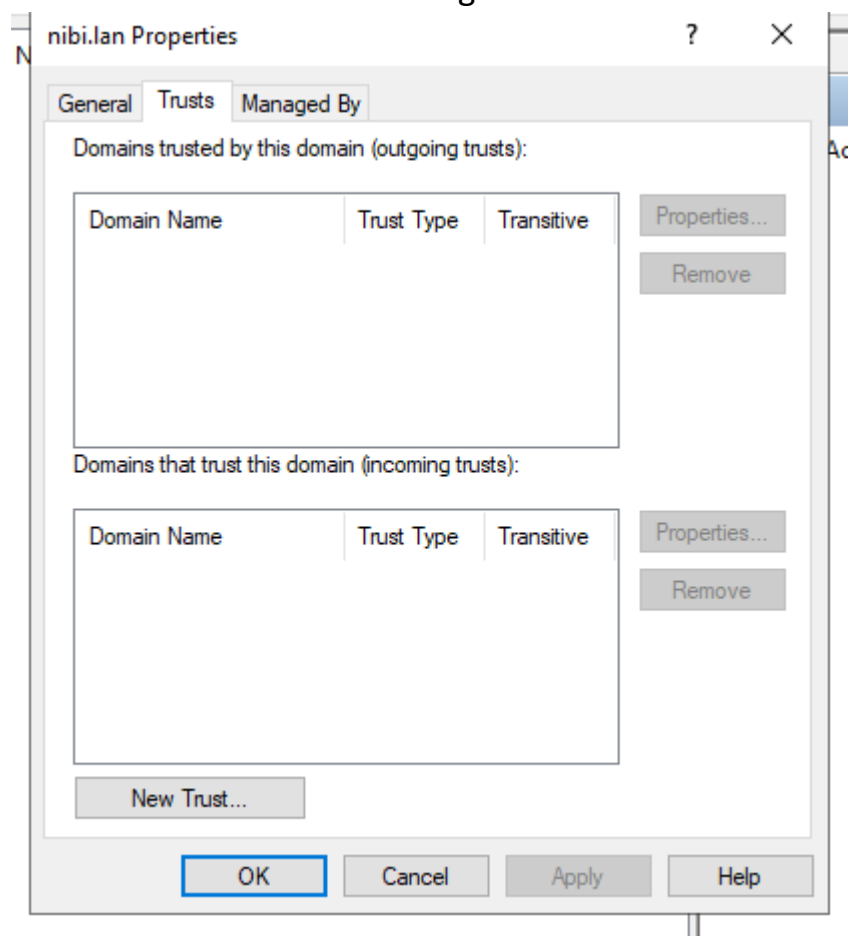 nibi.lan Properties ? ×
N
General Trusts Managed By
Domains trusted by this domain (outgoing trusts):
Ac
Domain Name Trust Type Transitive
Properties...
Remove
Domains that trust this domain (incoming trusts):
Domain Name Trust Type Transitive
Properties...
Remove
New Trust...
OK Cancel Apply Help